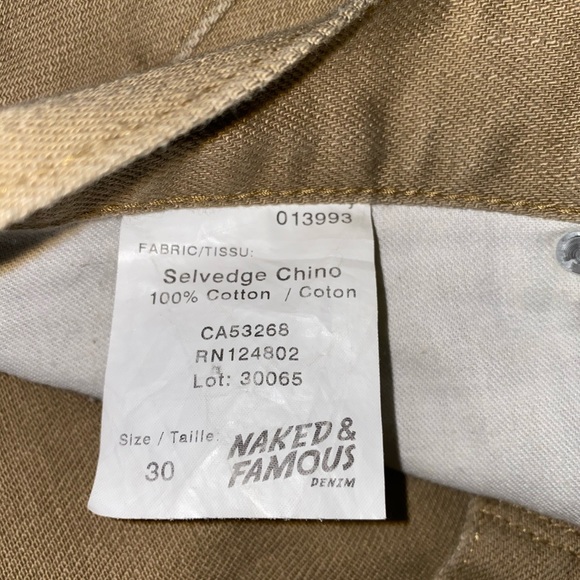 013993
FABRIC/TISSU:
Selvedge Chino
100% Cotton / Coton
CA53268
RN124802
Lot: 30065
Size / Taille:
30
NAKED &
FAMOUS
DENIM